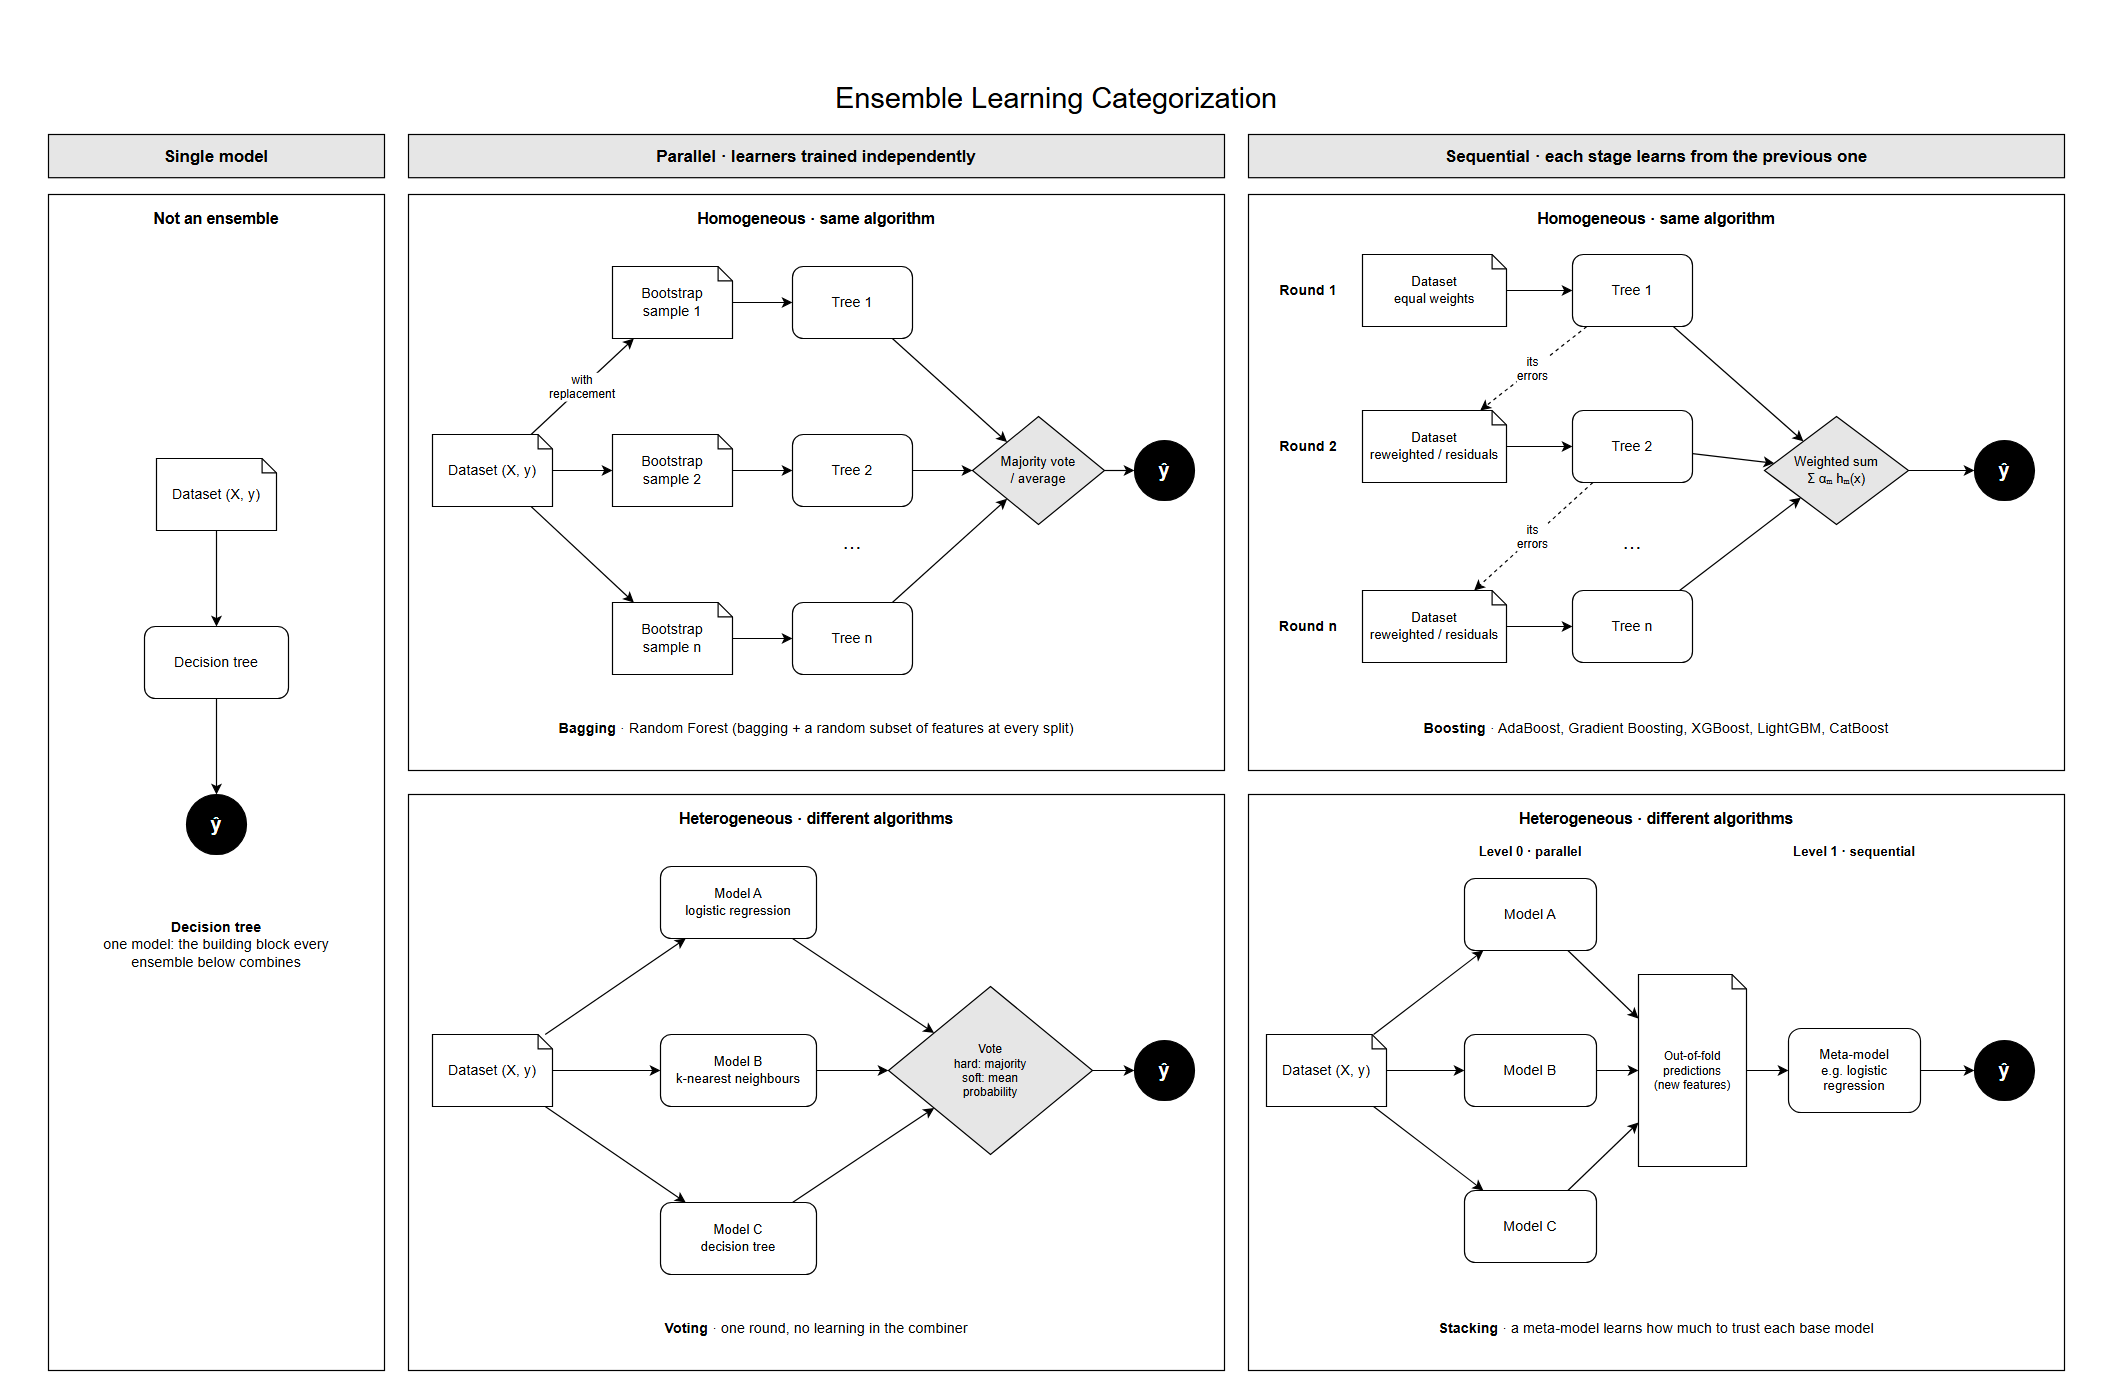 Ensemble Learning Categorization
Single model
Not an ensemble
Dataset (X, y)
Decision tree
ŷ
Decision tree
one model: the building block every
ensemble below combines
Parallel · learners trained independently
Homogeneous · same algorithm
Bootstrap
sample 1
Tree 1
with
replacement
Dataset (X, y)
Bootstrap
sample 2
Tree 2
Majority vote
/ average
ŷ
...
Bootstrap
sample n
Tree n
Bagging · Random Forest (bagging + a random subset of features at every split)
Heterogeneous · different algorithms
Model A
logistic regression
Dataset (X, y)
Model B
k-nearest neighbours
Vote
hard: majority
soft: mean
probability
ŷ
Model C
decision tree
Voting · one round, no learning in the combiner
Sequential · each stage learns from the previous one
Homogeneous · same algorithm
Round 1
Dataset
equal weights
Tree 1
its
errors
Round 2
Dataset
reweighted / residuals
Tree 2
Weighted sum
Σ αₘ hₘ(x)
ŷ
its
errors
...
Round n
Dataset
reweighted / residuals
Tree n
Boosting · AdaBoost, Gradient Boosting, XGBoost, LightGBM, CatBoost
Heterogeneous · different algorithms
Level 0 · parallel
Level 1 · sequential
Model A
Dataset (X, y)
Model B
Out-of-fold
predictions
(new features)
Meta-model
e.g. logistic
regression
ŷ
Model C
Stacking · a meta-model learns how much to trust each base model